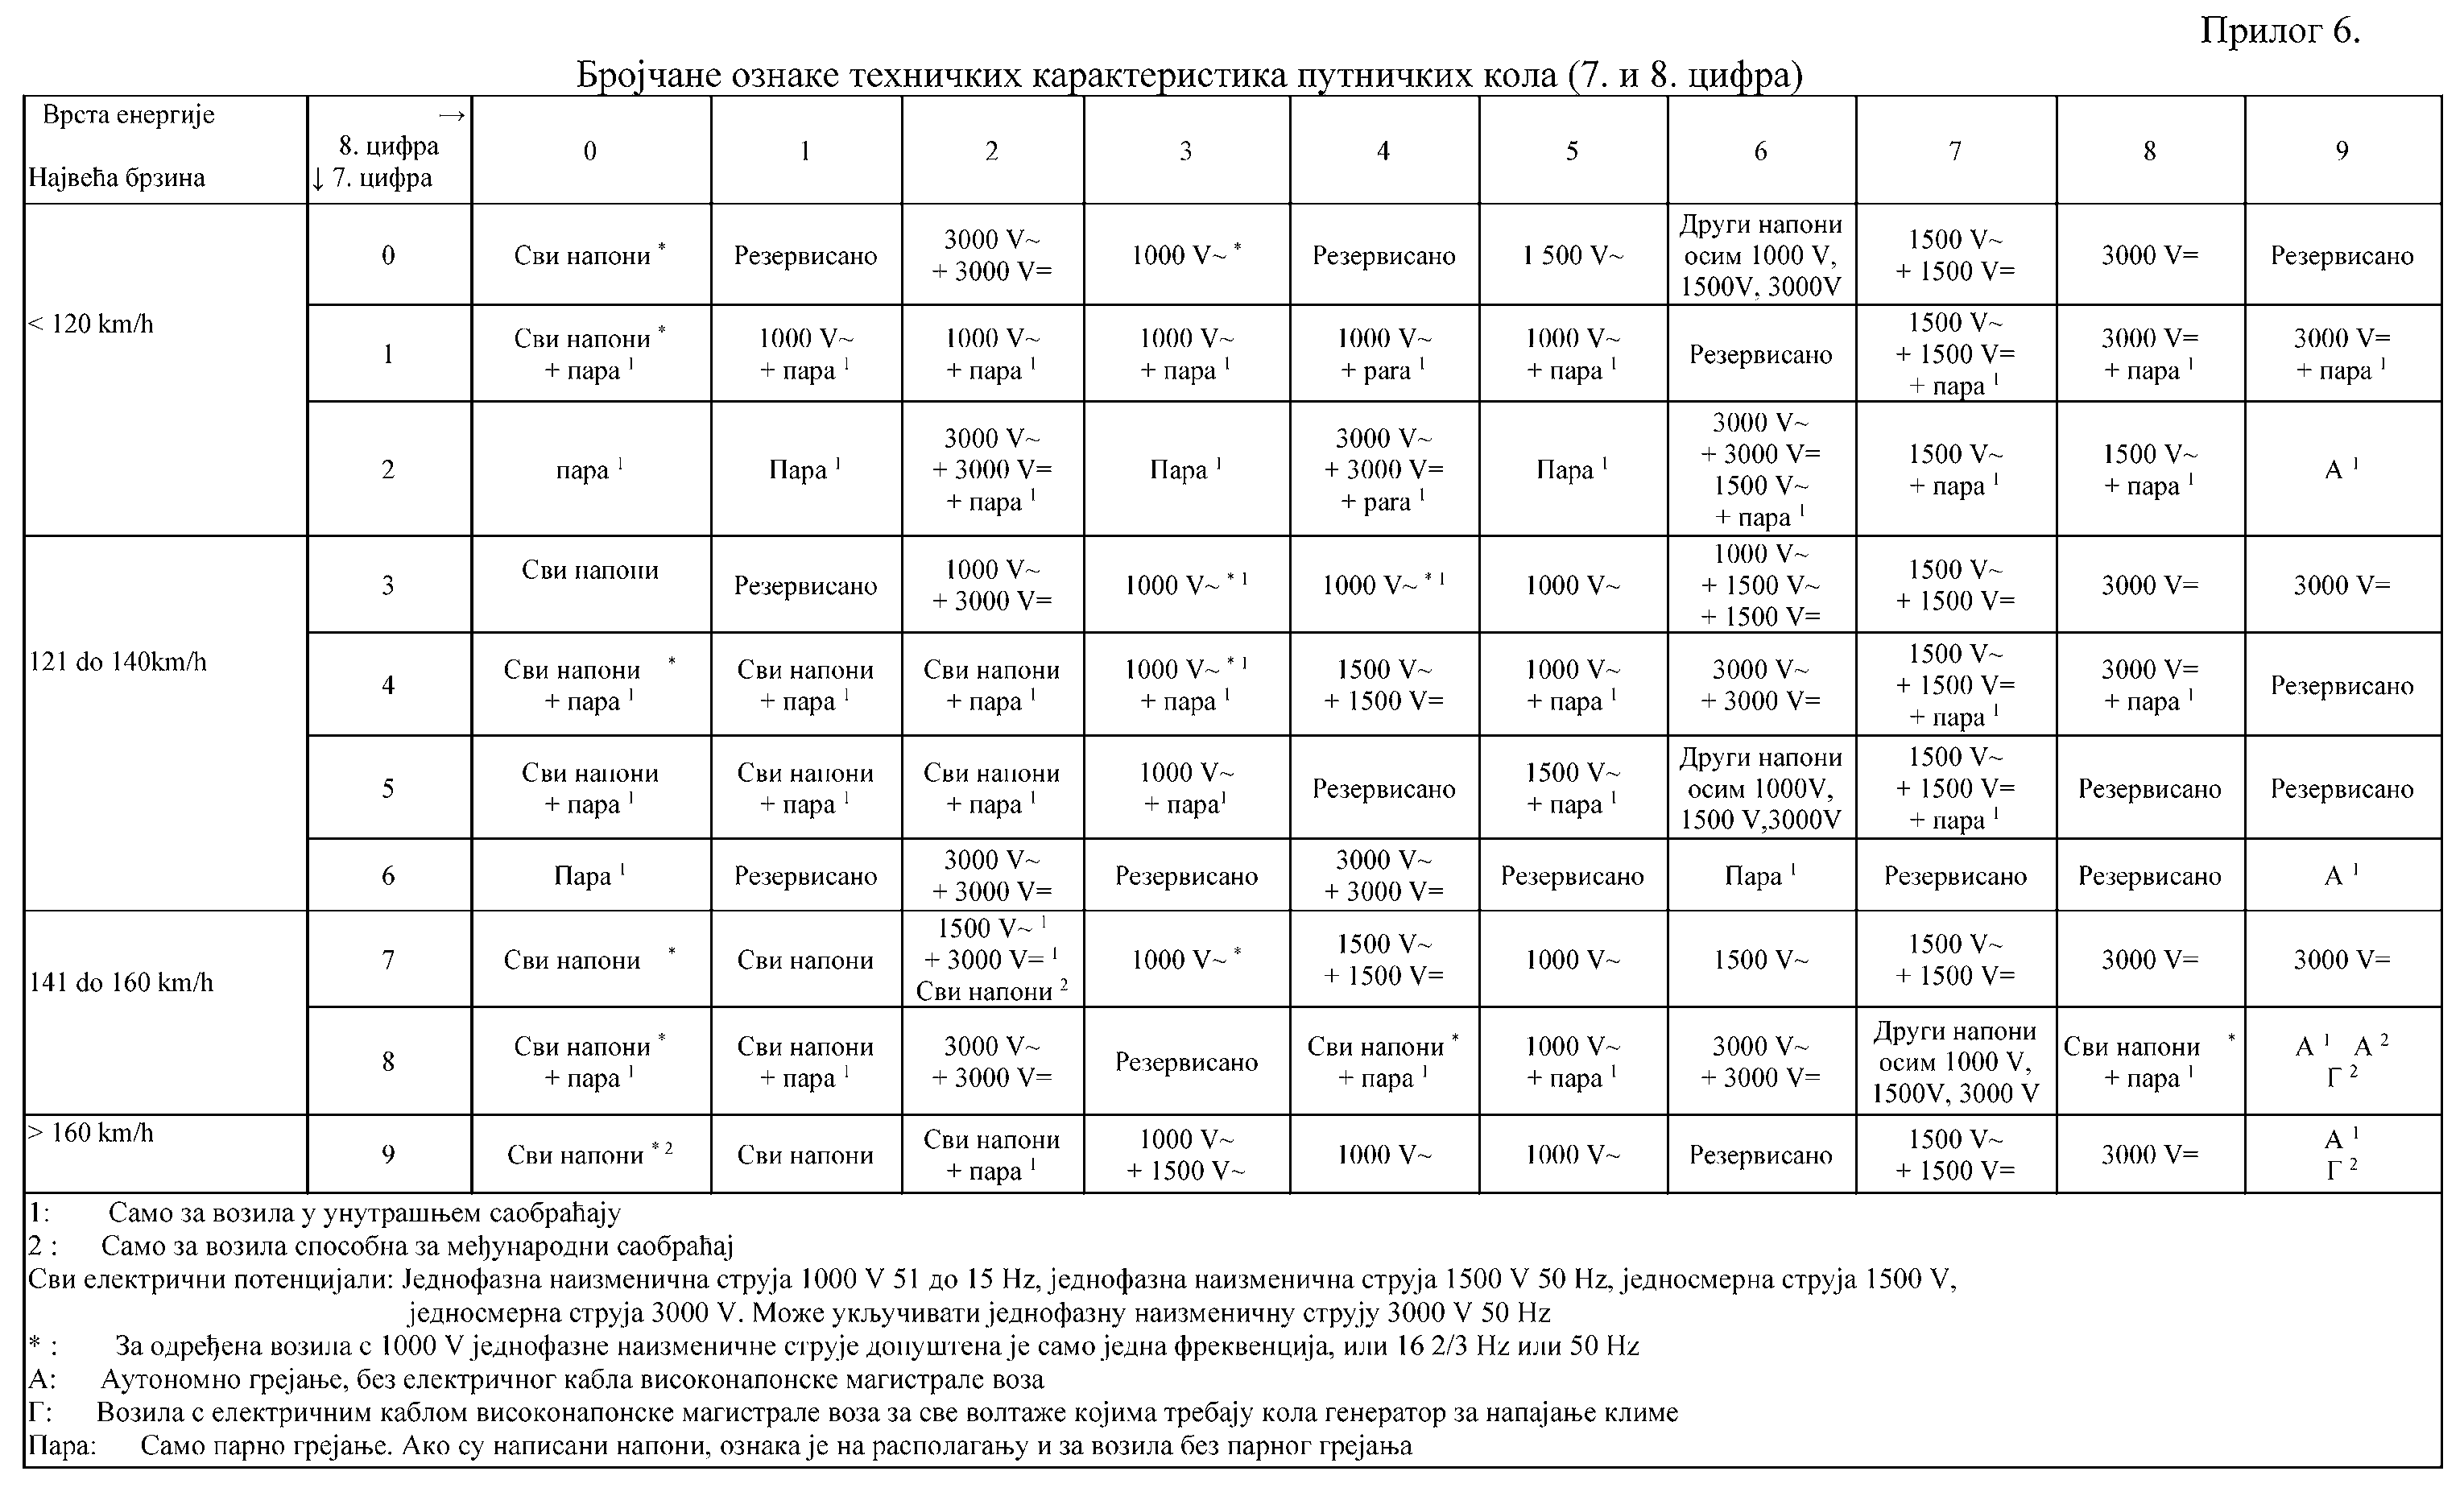 Прилог 6.
Бројчане ознаке техничких карактеристика путничких кола (7. и 8. цифра)
Врста енергије
Највећа брзина
→
8. цифра
↓ 7. цифра
0
1
2
3
4
5
6
7
8
9
< 120 km/h
0
Сви напони *
Резервисано
3000 V~
+ 3000 V=
1000 V~ *
Резервисано
1 500 V~
Други напони
осим 1000 V,
1500V, 3000V
1500 V~
+ 1500 V=
3000 V=
Резервисано
1
Сви напони *
+ пара 1
1000 V~
+ пара 1
1000 V~
+ пара 1
1000 V~
+ пара 1
1000 V~
+ para 1
1000 V~
+ пара 1
Резервисано
1500 V~
+ 1500 V=
+ пара 1
3000 V=
+ пара 1
3000 V=
+ пара 1
2
пара 1
Пара 1
3000 V~
+ 3000 V=
+ пара 1
Пара 1
3000 V~
+ 3000 V=
+ para 1
Пара 1
3000 V~
+ 3000 V=
1500 V~
+ пара 1
1500 V~
+ пара 1
1500 V~
+ пара 1
А 1
121 do 140km/h
3
Сви напони
Резервисано
1000 V~
+ 3000 V=
1000 V~ * 1
1000 V~ * 1
1000 V~
1000 V~
+ 1500 V~
+ 1500 V=
1500 V~
+ 1500 V=
3000 V=
3000 V=
4
Сви напони *
+ пара 1
Сви напони
+ пара 1
Сви напони
+ пара 1
1000 V~ * 1
+ пара 1
1500 V~
+ 1500 V=
1000 V~
+ пара 1
3000 V~
+ 3000 V=
1500 V~
+ 1500 V=
+ пара 1
3000 V=
+ пара 1
Резервисано
5
Сви напони
+ пара 1
Сви напони
+ пара 1
Сви напони
+ пара 1
1000 V~
+ пара1
Резервисано
1500 V~
+ пара 1
Други напони
осим 1000V,
1500 V,3000V
1500 V~
+ 1500 V=
+ пара 1
Резервисано
Резервисано
6
Пара 1
Резервисано
3000 V~
+ 3000 V=
Резервисано
3000 V~
+ 3000 V=
Резервисано
Пара 1
Резервисано
Резервисано
А 1
141 do 160 km/h
7
Сви напони *
Сви напони
1500 V~ 1
+ 3000 V= 1
Сви напони 2
1000 V~ *
1500 V~
+ 1500 V=
1000 V~
1500 V~
1500 V~
+ 1500 V=
3000 V=
3000 V=
8
Сви напони *
+ пара 1
Сви напони
+ пара 1
3000 V~
+ 3000 V=
Резервисано
Сви напони *
+ пара 1
1000 V~
+ пара 1
3000 V~
+ 3000 V=
Други напони
осим 1000 V,
1500V, 3000 V
Сви напони *
+ пара 1
А 1 А 2
Г 2
> 160 km/h
9
Сви напони * 2
Сви напони
Сви напони
+ пара 1
1000 V~
+ 1500 V~
1000 V~
1000 V~
Резервисано
1500 V~
+ 1500 V=
3000 V=
А 1
Г 2
1: Само за возила у унутрашњем саобраћају
2 : Само за возила способна за међународни саобраћај
Сви електрични потенцијали: Једнофазна наизменична струја 1000 V 51 до 15 Hz, једнофазна наизменична струја 1500 V 50 Hz, једносмерна струја 1500 V,
једносмерна струја 3000 V. Може укључивати једнофазну наизменичну струју 3000 V 50 Hz
* : За одређена возила с 1000 V једнофазне наизменичне струје допуштена је само једна фреквенција, или 16 2/3 Hz или 50 Hz
А: Аутономно грејање, без електричног кабла високонапонске магистрале воза
Г: Возила с електричним каблом високонапонске магистрале воза за све волтаже којима требају кола генератор за напајање климе
Пара: Само парно грејање. Ако су написани напони, ознака је на располагању и за возила без парног грејања